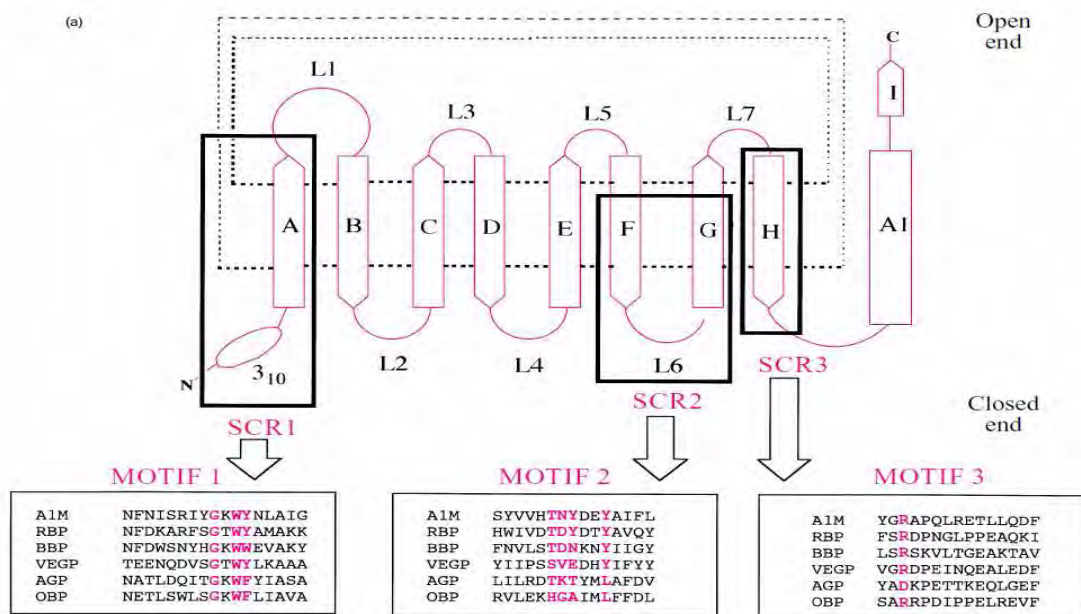 (a)
Open
end
C
I
L1
L3
L5
L7
A
B
C
D
E
F
G
H
A1
N
3₁₀
L2
L4
L6
SCR1
SCR2
SCR3
Closed
end
MOTIF 1
A1M NFNISRIYGKWYNLAIG
RBP NFDKARFSGTWYAMAKK
BBP NFDWSNYHGKWWEVAKY
VEGP TEENQDVSGTWYLKAAA
AGP NATLDQITGKWFYIASA
OBP NETLSWLSGKWFLIAVA
MOTIF 2
A1M SYVVHTNYDEYAIFL
RBP HWIVDTDYDTYAVQY
BBP FNVLSTDNKNYIIGY
VEGP YIIPSSVEDHYIFYY
AGP LILRDTKTYMLAFDV
OBP RVLEKHGAIMLFFDL
MOTIF 3
A1M YGRAPQLRETLLQDF
RBP FSRDPNGLPPEAQKI
BBP LSRSKVLTGEAKTAV
VEGP VGRDPEINPEALEDF
AGP YADKPETTKEQLGEF
OBP SARRPDIPPELREVF